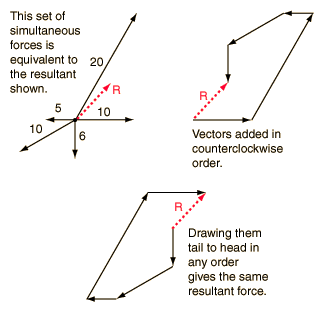 This set of
simultaneous
forces is
equivalent to
the resultant
shown.
20
R
5
10
10
6
R
Vectors added in
counterclockwise
order.
R
Drawing them
tail to head in
any order
gives the same
resultant force.